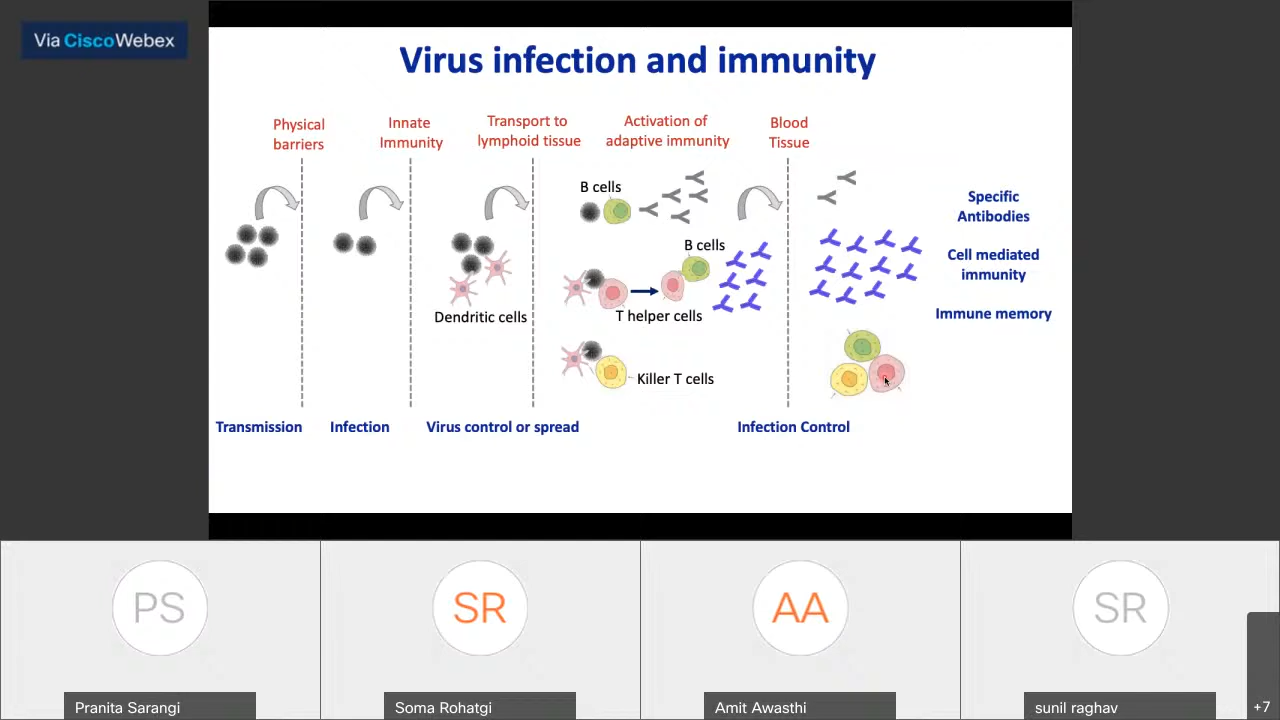 Via Cisco Webex
Virus infection and immunity
Physical
barriers
Innate
Immunity
Transport to
lymphoid tissue
Activation of
adaptive immunity
Blood
Tissue
B cells
B cells
Dendritic cells
T helper cells
Killer T cells
Specific
Antibodies
Cell mediated
immunity
Immune memory
Transmission
Infection
Virus control or spread
Infection Control
PS
SR
AA
SR
Pranita Sarangi
Soma Rohatgi
Amit Awasthi
sunil raghav
+7